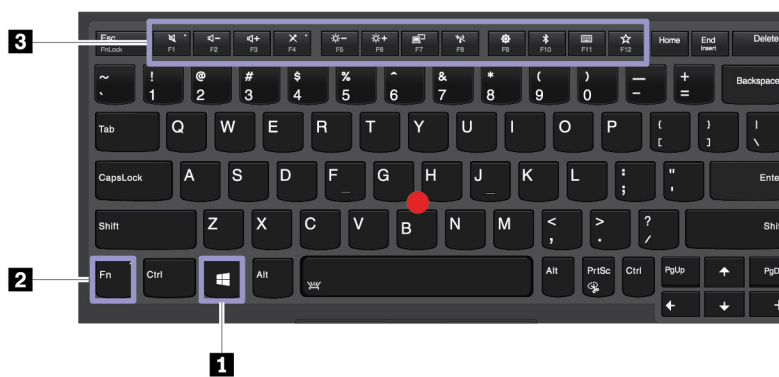 3
Esc Home End Delete
FnLock F1 F2 F3 F4 F5 F6 F7 F8 F9 F10 F11 F12 Insert
~ ! @ # $ % ^ & * ( ) — + Backspace
` 1 2 3 4 5 6 7 8 9 0 - =
Tab Q W E R T Y U I O P { } |
[ ] \
CapsLock A S D F G H J K L : " Ente
; '
Shift Z X C V B N M < > ? Shi
, . /
2
Fn Ctrl Alt Alt PrtSc Ctrl PgUp PgD
1